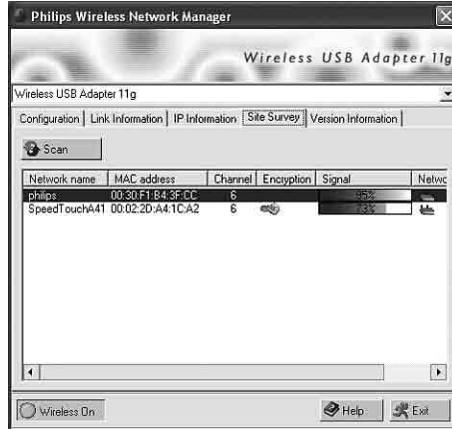 Philips Wireless Network Manager
Wireless USB Adapter 11g
Wireless USB Adapter 11g
Configuration Link Information IP Information Site Survey Version Information
Scan
Network name MAC address Channel Encryption Signal Netwo
philips 00:30:F1:B4:3F:CC 6 95%
SpeedTouchA41 00:02:2D:A4:1C:A2 6 73%
Wireless On Help Exit